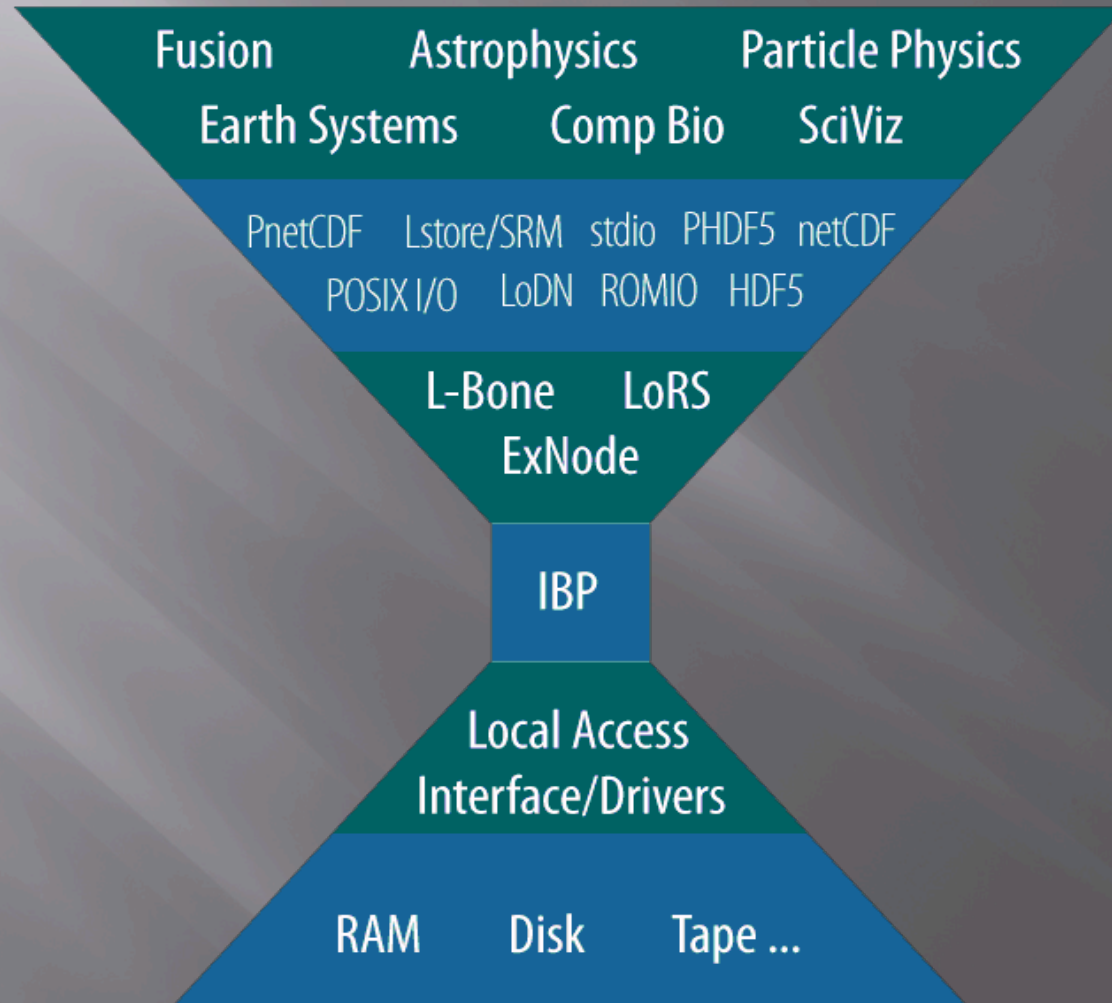 Fusion Astrophysics Particle Physics
Earth Systems Comp Bio SciViz
PnetCDF Lstore/SRM stdio PHDF5 netCDF
POSIX I/O LoDN ROMIO HDF5
L-Bone LoRS
ExNode
IBP
Local Access
Interface/Drivers
RAM Disk Tape ...